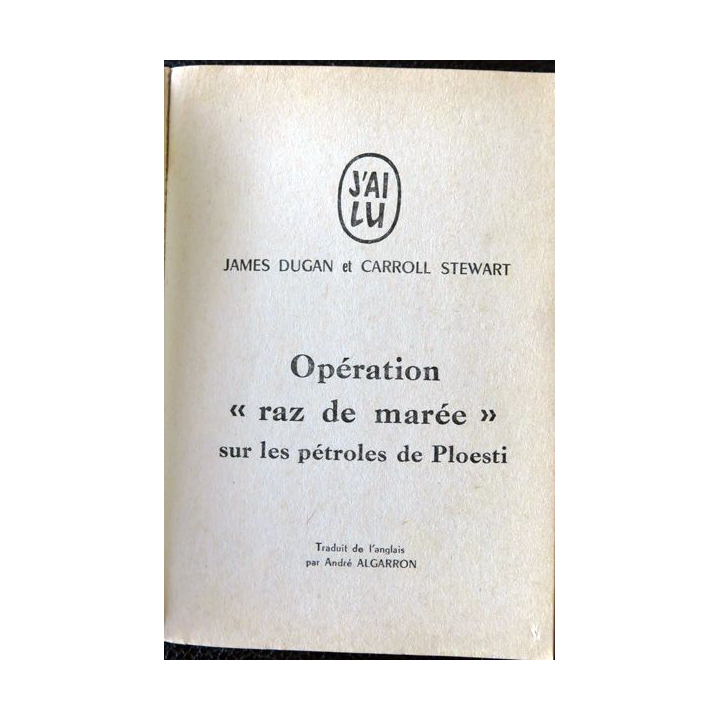 J'AI
LU
JAMES DUGAN et CARROLL STEWART
Opération
« raz de marée »
sur les pétroles de Ploesti
Traduit de l'anglais
par André ALGARRON